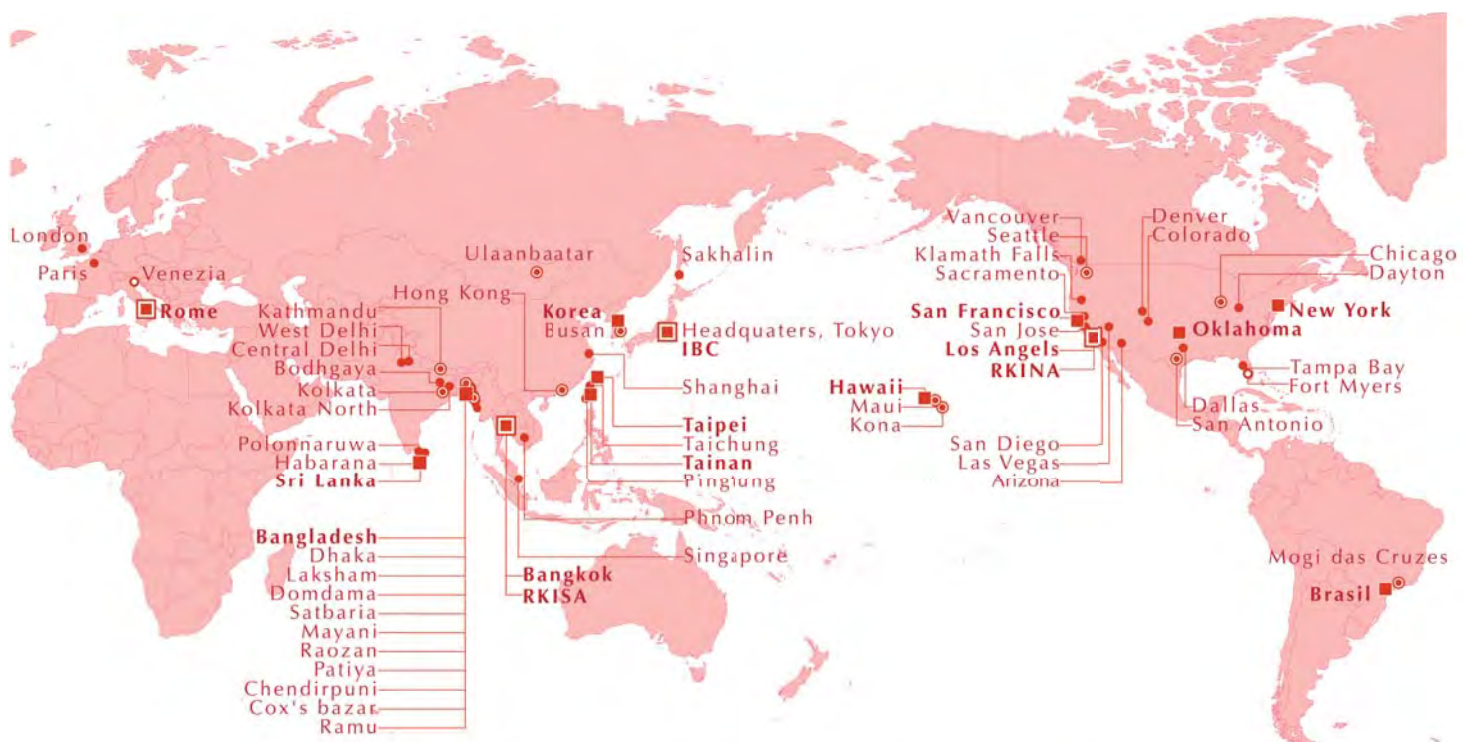 London
Paris
Venezia
Rome
Ulaanbaatar
Sakhalin
Hong Kong
Kathmandu
West Delhi
Central Delhi
Bodhgaya
Kolkata
Kolkata North
Korea
Busan
Headquaters, Tokyo
IBC
Shanghai
Polonnaruwa
Habarana
Sri Lanka
Taipei
Taichung
Tainan
Pingtung
Phnom Penh
Singapore
Bangkok
RKISA
Bangladesh
Dhaka
Laksham
Domdama
Satbaria
Mayani
Raozan
Patiya
Chendirpuni
Cox's bazar
Ramu
Hawaii
Maui
Kona
Vancouver
Seattle
Klamath Falls
Sacramento
San Francisco
San Jose
Los Angels
RKINA
San Diego
Las Vegas
Arizona
Denver
Colorado
Chicago
Dayton
New York
Oklahoma
Tampa Bay
Fort Myers
Dallas
San Antonio
Mogi das Cruzes
Brasil